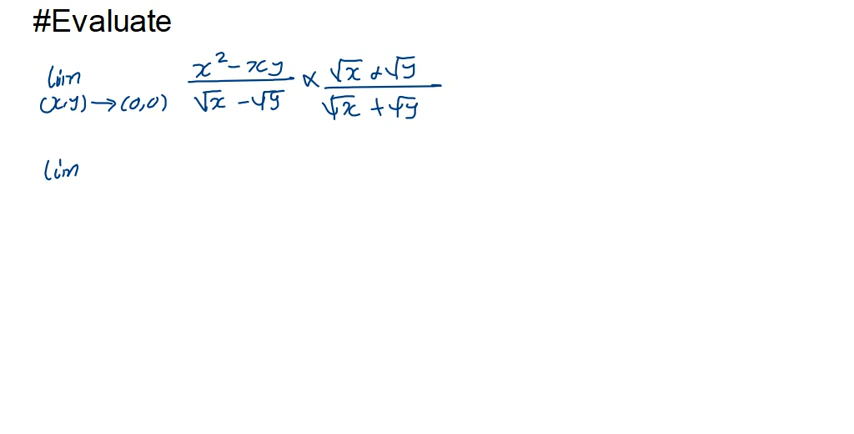 #Evaluate
lim (x,y)→(0,0) x² - xy / √x - √y × √x + √y / √x + √y
lim